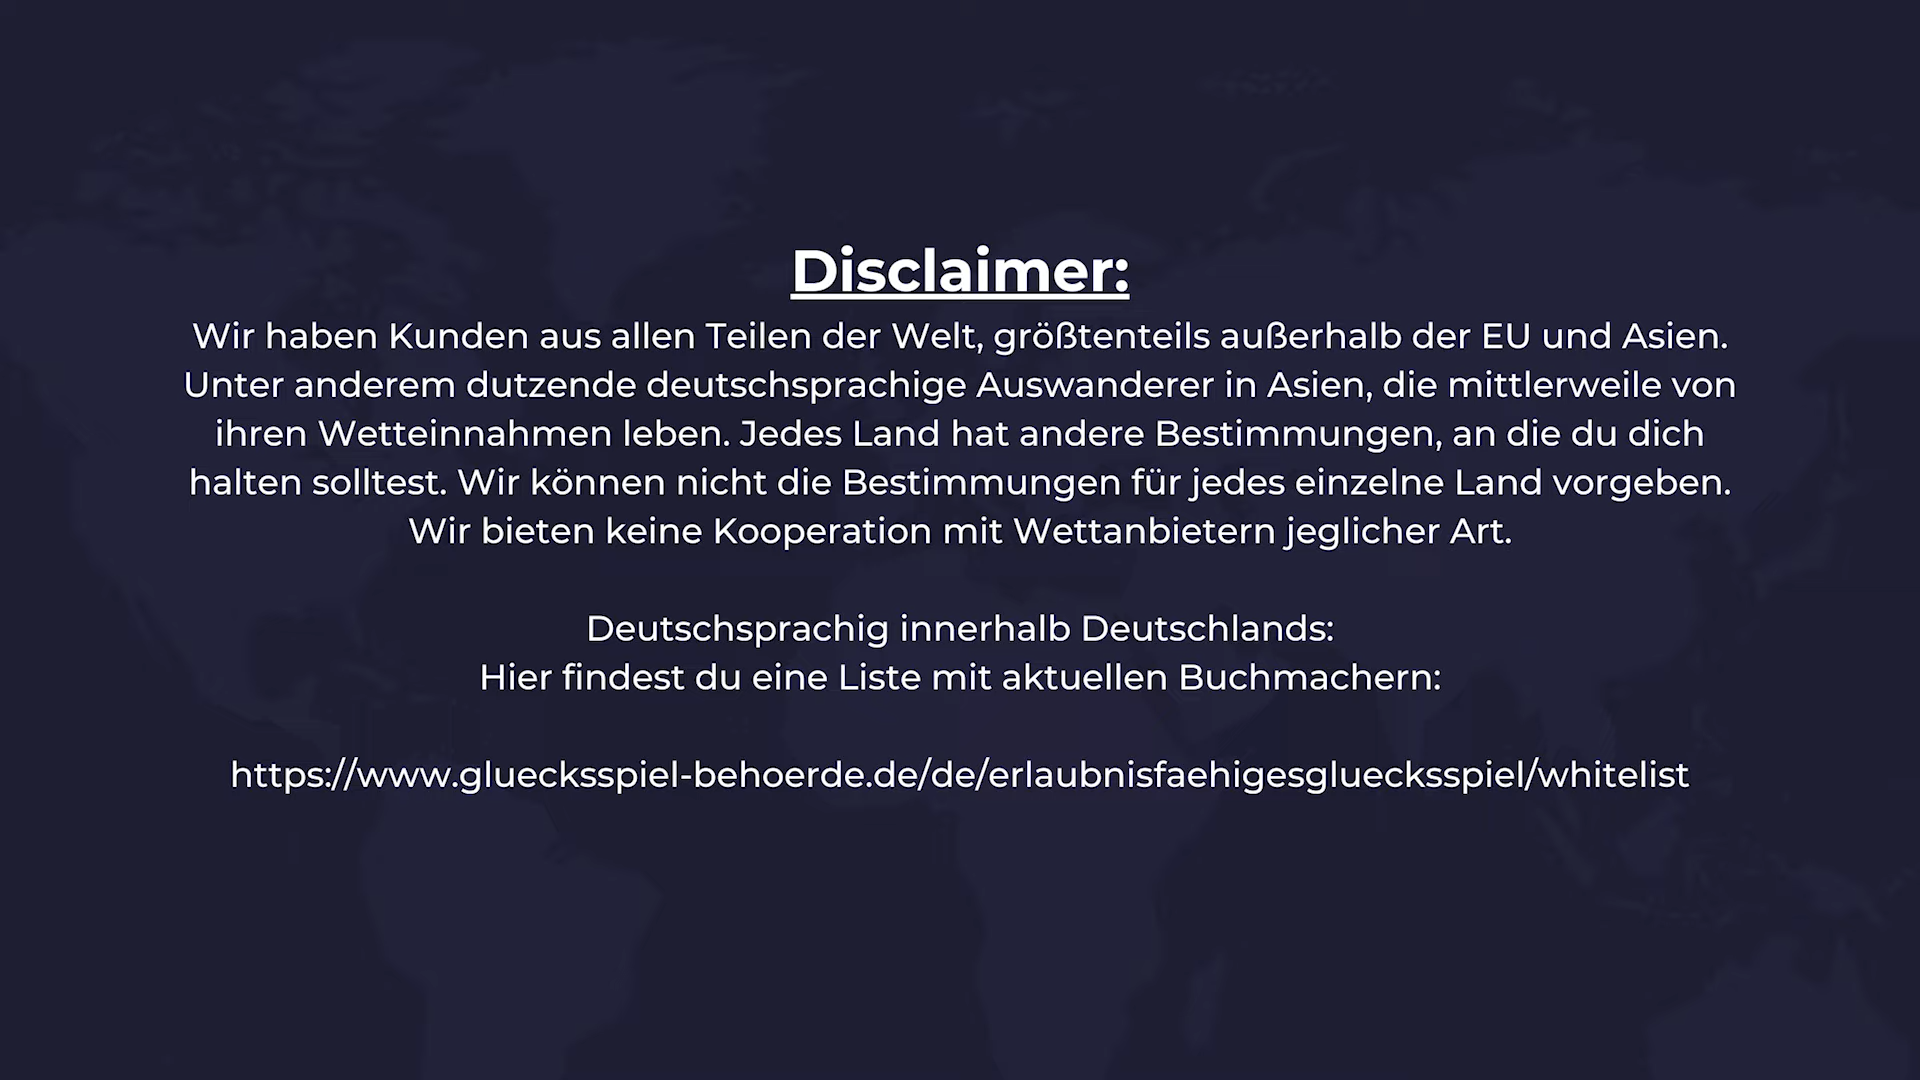 Disclaimer:
Wir haben Kunden aus allen Teilen der Welt, größtenteils außerhalb der EU und Asien.
Unter anderem dutzende deutschsprachige Auswanderer in Asien, die mittlerweile von
ihren Wetteinnahmen leben. Jedes Land hat andere Bestimmungen, an die du dich
halten solltest. Wir können nicht die Bestimmungen für jedes einzelne Land vorgeben.
Wir bieten keine Kooperation mit Wettanbietern jeglicher Art.
Deutschsprachig innerhalb Deutschlands:
Hier findest du eine Liste mit aktuellen Buchmachern:
https://www.gluecksspiel-behoerde.de/de/erlaubnisfaehigesgluecksspiel/whitelist